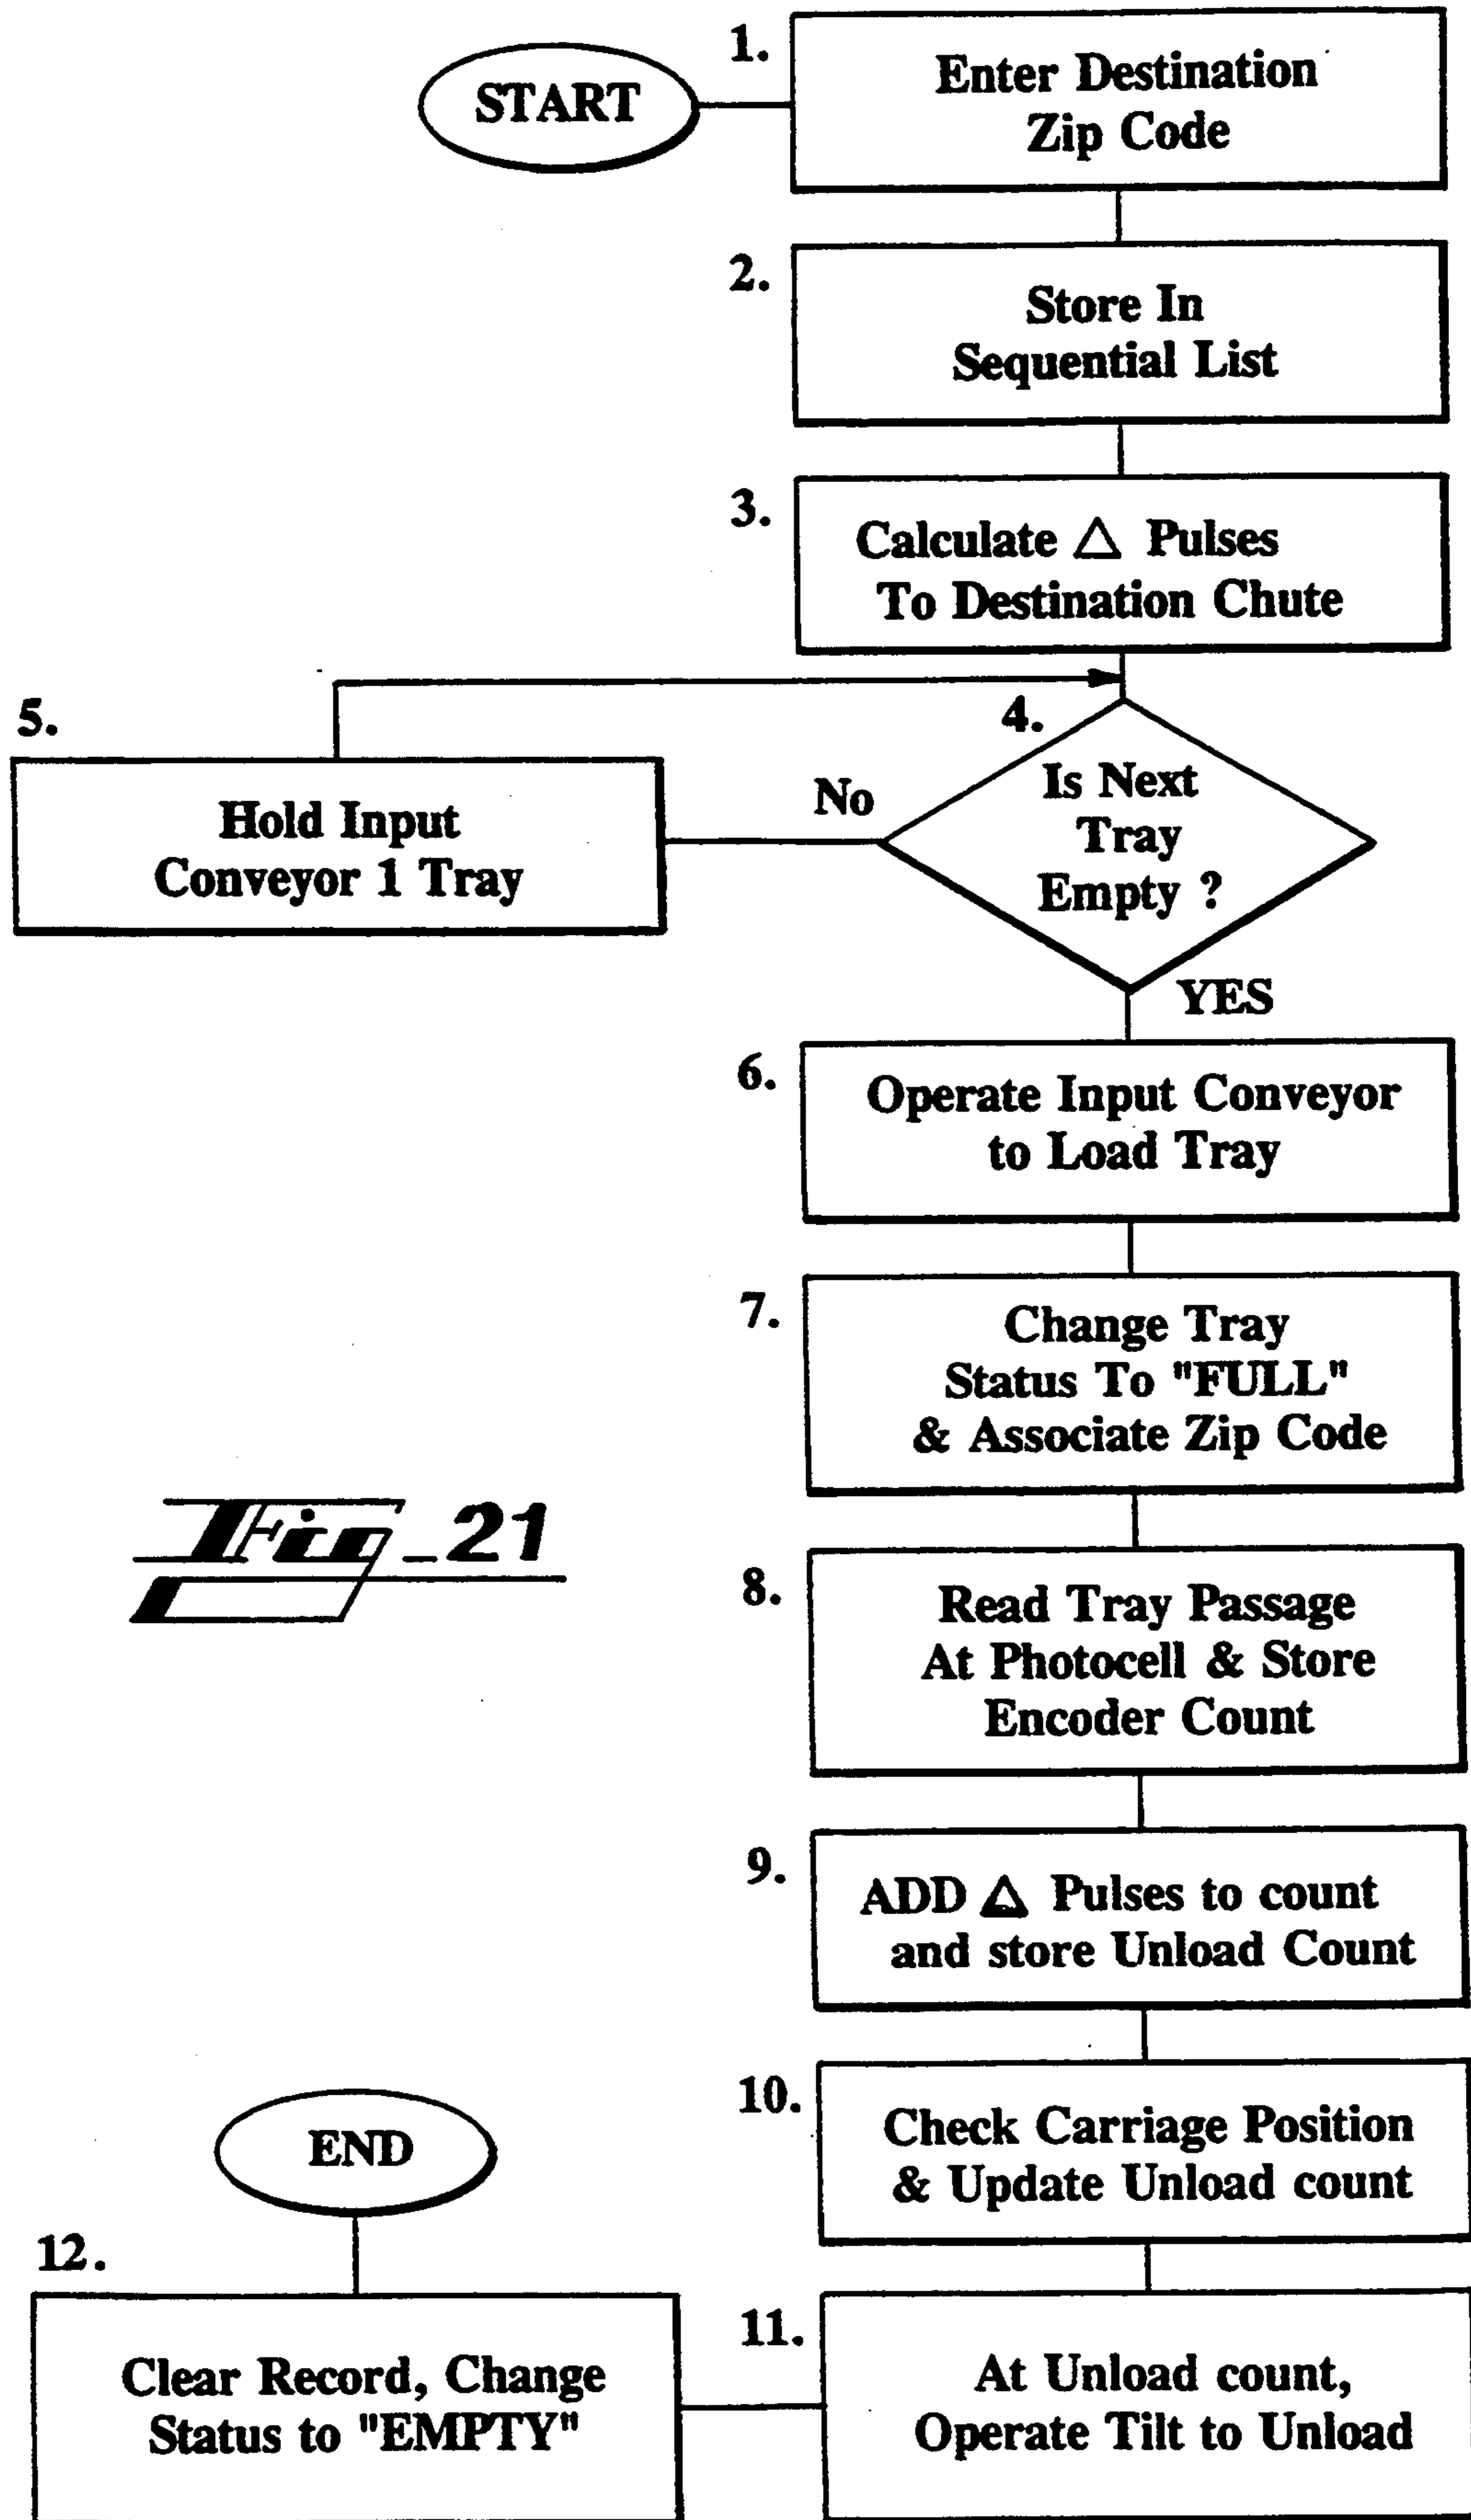 START
1.
Enter Destination
Zip Code
2.
Store In
Sequential List
3.
Calculate △ Pulses
To Destination Chute
4.
Is Next
Tray
Empty ?
No
5.
Hold Input
Conveyor 1 Tray
YES
6.
Operate Input Conveyor
to Load Tray
7.
Change Tray
Status To "FULL"
& Associate Zip Code
8.
Read Tray Passage
At Photocell & Store
Encoder Count
9.
ADD △ Pulses to count
and store Unload Count
10.
Check Carriage Position
& Update Unload count
11.
At Unload count,
Operate Tilt to Unload
12.
Clear Record, Change
Status to "EMPTY"
END
Fig_21